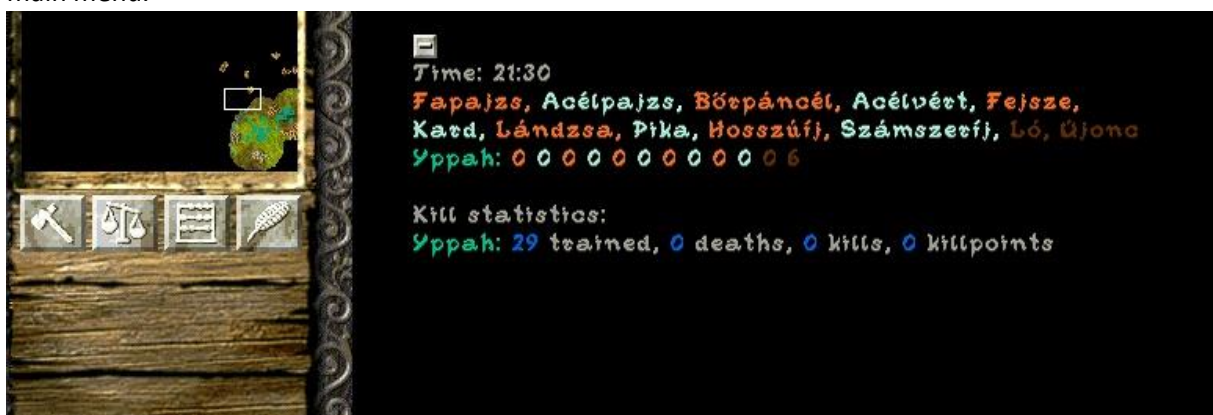 main menu.
Time: 21:30
Fapajzs, Acélpajzs, Bőrpáncél, Acélvért, Fejsze,
Kard, Lándzsa, Pika, Hosszúíj, Számszeríj, Ló, Újonc
Yppah: 0 0 0 0 0 0 0 0 0 0 0 6
Kill statistics:
Yppah: 29 trained, 0 deaths, 0 kills, 0 killpoints